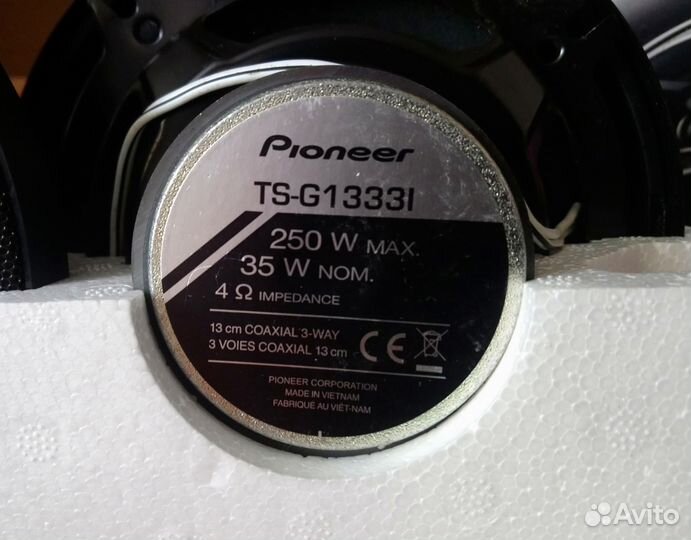 Pioneer
TS-G1333I
250 W MAX.
35 W NOM.
4 Ω IMPEDANCE
13 cm COAXIAL 3-WAY
3 VOIES COAXIAL 13 cm
CE
PIONEER CORPORATION
MADE IN VIETNAM
FABRIQUÉ AU VIÊT-NAM
Avito